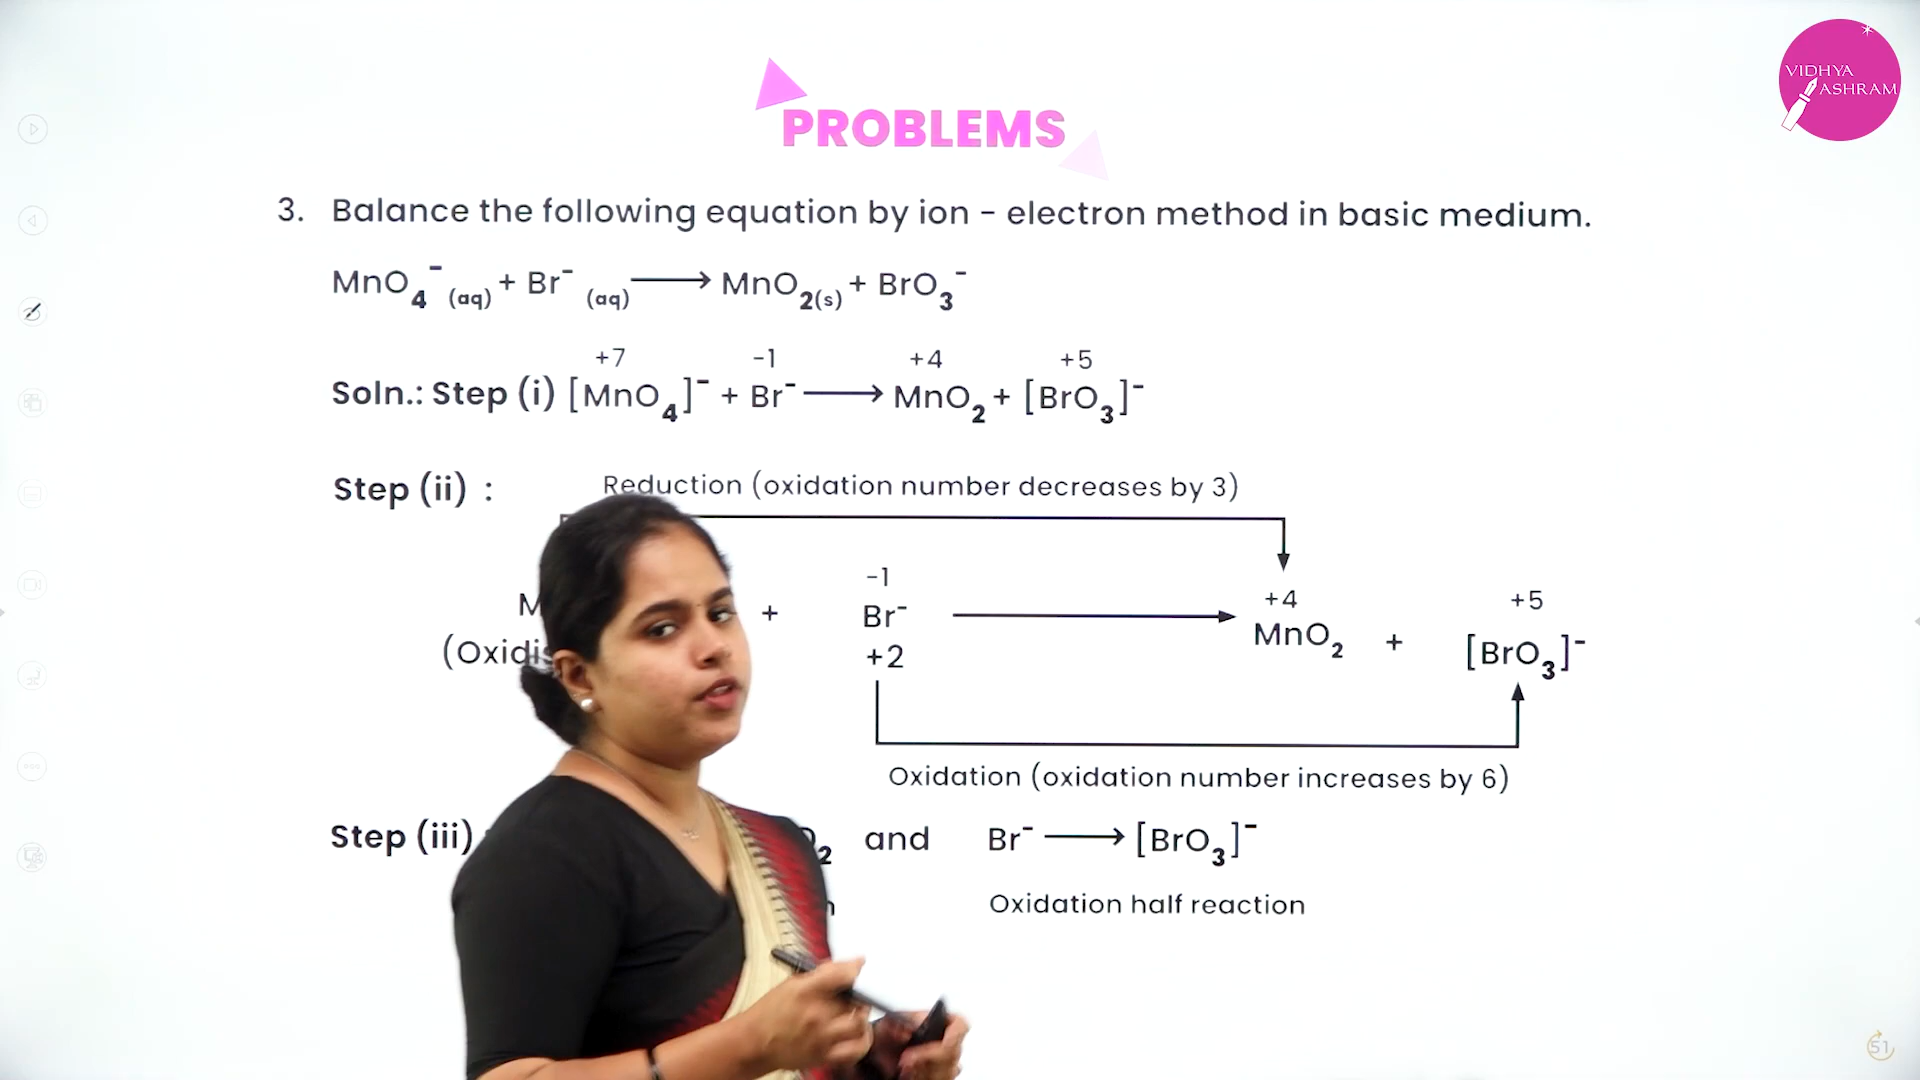 VIDHYA
ASHRAM
PROBLEMS
3. Balance the following equation by ion - electron method in basic medium.
MnO₄⁻ (aq) + Br⁻ (aq) ⟶ MnO₂(s) + BrO₃⁻
+7 -1 +4 +5
Soln.: Step (i) [MnO₄]⁻ + Br⁻ ⟶ MnO₂ + [BrO₃]⁻
Step (ii) : Reduction (oxidation number decreases by 3)
-1
+4 +5
+ Br⁻ ⟶ MnO₂ + [BrO₃]⁻
+2
Oxidation (oxidation number increases by 6)
Step (iii) and Br⁻ ⟶ [BrO₃]⁻
Oxidation half reaction
51